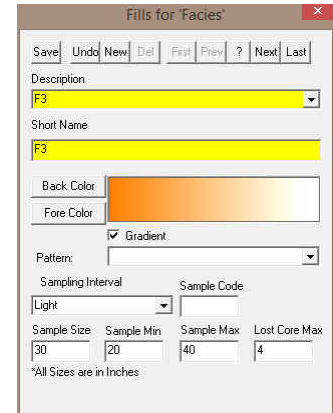 Fills for 'Facies'
Save Undo New Del First Prev ? Next Last
Description
F3
Short Name
F3
Back Color
Fore Color
Gradient
Pattern:
Sampling Interval Sample Code
Light
Sample Size Sample Min Sample Max Lost Core Max
30 20 40 4
*All Sizes are in Inches